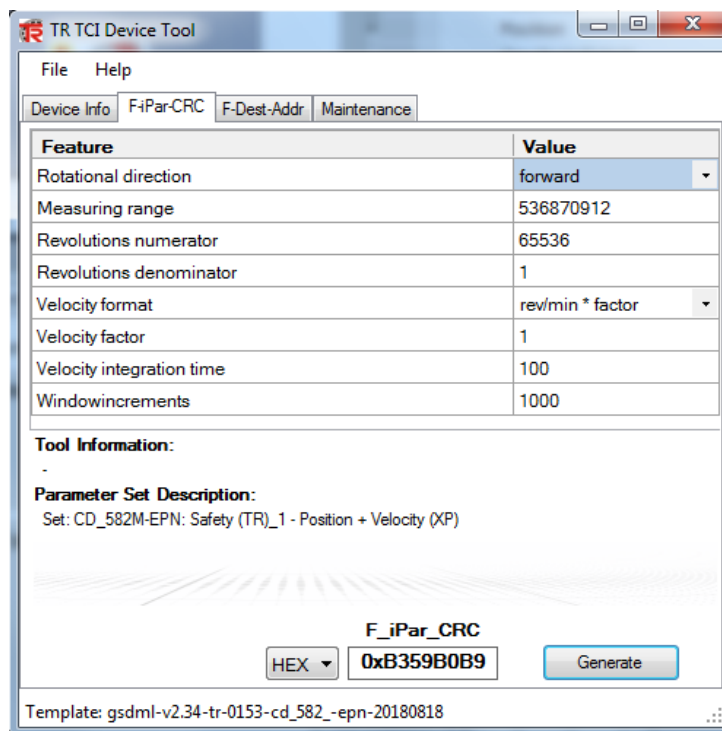 TR TCI Device Tool
File Help
Device Info F-iPar-CRC F-Dest-Addr Maintenance
Feature Value
Rotational direction forward
Measuring range 536870912
Revolutions numerator 65536
Revolutions denominator 1
Velocity format rev/min * factor
Velocity factor 1
Velocity integration time 100
Windowincrements 1000
Tool Information:
-
Parameter Set Description:
Set: CD_582M-EPN: Safety (TR)_1 - Position + Velocity (XP)
F_iPar_CRC
HEX 0xB359B0B9 Generate
Template: gsdml-v2.34-tr-0153-cd_582_-epn-20180818